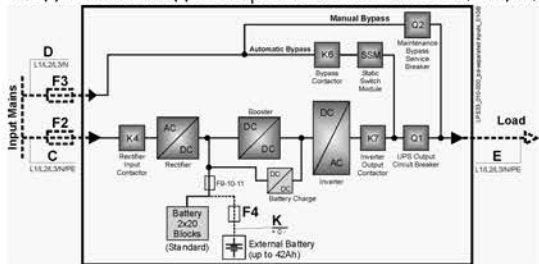 Manual Bypass
Q2
Maintenance
Bypass
Service
Breaker
D
L1/L2/L3/N
Automatic Bypass
K6
SSM
Bypass
Contactor
Static
Switch
Module
F3
Input Mains
F2
C
L1/L2/L3/N/PE
K4
Rectifier
Input
Contactor
AC
DC
Rectifier
Booster
DC
DC
DC
AC
Inverter
K7
Inverter
Output
Contactor
Q1
UPS Output
Circuit Breaker
Load
E
L1/L2/L3/N/PE
F9-10-11
DC
DC
Battery Charge
Battery
2x20
Blocks
(Standard)
F4
K
+ 0 -
External Battery
(up to 42Ah)